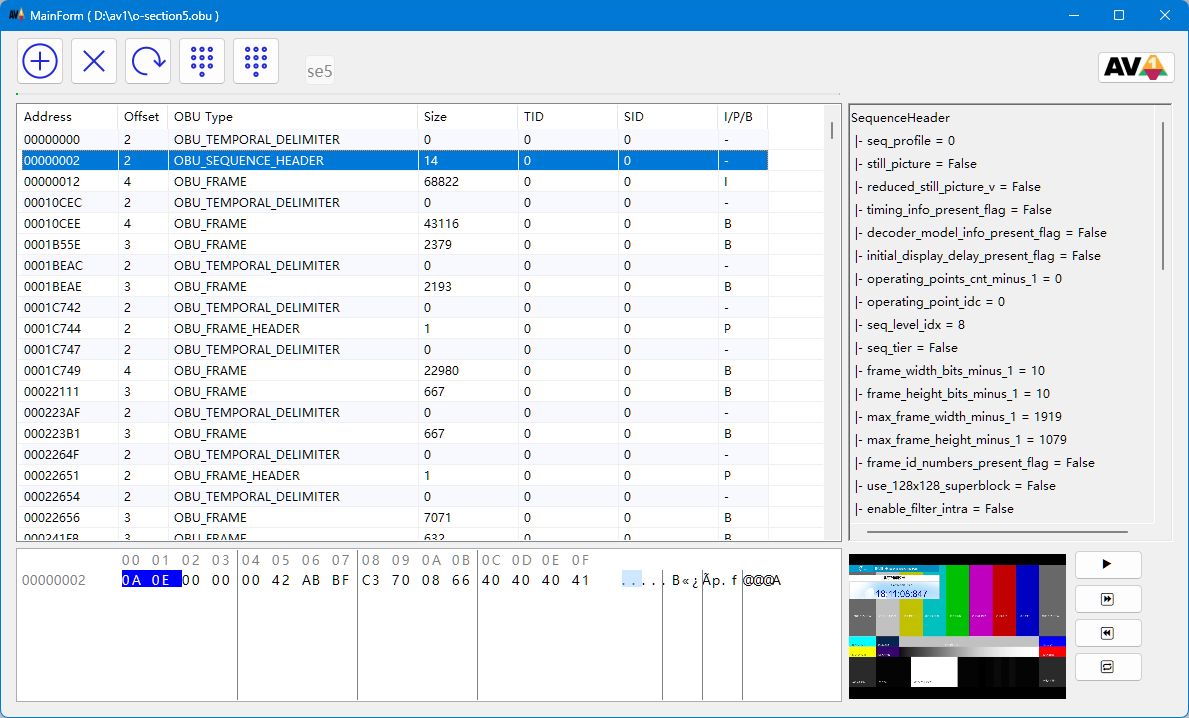 MainForm ( D:\av1\o-section5.obu )
se5
AV1
Address Offset OBU Type Size TID SID I/P/B
00000000 2 OBU_TEMPORAL_DELIMITER 0 0 0 -
00000002 2 OBU_SEQUENCE_HEADER 14 0 0 -
00000012 4 OBU_FRAME 68822 0 0 I
00010CEC 2 OBU_TEMPORAL_DELIMITER 0 0 0 -
00010CEE 4 OBU_FRAME 43116 0 0 B
0001B55E 3 OBU_FRAME 2379 0 0 B
0001BEAC 2 OBU_TEMPORAL_DELIMITER 0 0 0 -
0001BEAE 3 OBU_FRAME 2193 0 0 B
0001C742 2 OBU_TEMPORAL_DELIMITER 0 0 0 -
0001C744 2 OBU_FRAME_HEADER 1 0 0 P
0001C747 2 OBU_TEMPORAL_DELIMITER 0 0 0 -
0001C749 4 OBU_FRAME 22980 0 0 B
00022111 3 OBU_FRAME 667 0 0 B
000223AF 2 OBU_TEMPORAL_DELIMITER 0 0 0 -
000223B1 3 OBU_FRAME 667 0 0 B
0002264F 2 OBU_TEMPORAL_DELIMITER 0 0 0 -
00022651 2 OBU_FRAME_HEADER 1 0 0 P
00022654 2 OBU_TEMPORAL_DELIMITER 0 0 0 -
00022656 3 OBU_FRAME 7071 0 0 B
000241F8 3 OBU_FRAME 632 0 0 B
SequenceHeader
|- seq_profile = 0
|- still_picture = False
|- reduced_still_picture_v = False
|- timing_info_present_flag = False
|- decoder_model_info_present_flag = False
|- initial_display_delay_present_flag = False
|- operating_points_cnt_minus_1 = 0
|- operating_point_idc = 0
|- seq_level_idx = 8
|- seq_tier = False
|- frame_width_bits_minus_1 = 10
|- frame_height_bits_minus_1 = 10
|- max_frame_width_minus_1 = 1919
|- max_frame_height_minus_1 = 1079
|- frame_id_numbers_present_flag = False
|- use_128x128_superblock = False
|- enable_filter_intra = False
00 01 02 03 04 05 06 07 08 09 0A 0B 0C 0D 0E 0F
00000002 0A 0E 00 00 00 42 AB BF C3 70 08 66 40 40 40 41 .....B«¿Ãp.f@@@A
18:11:06:847